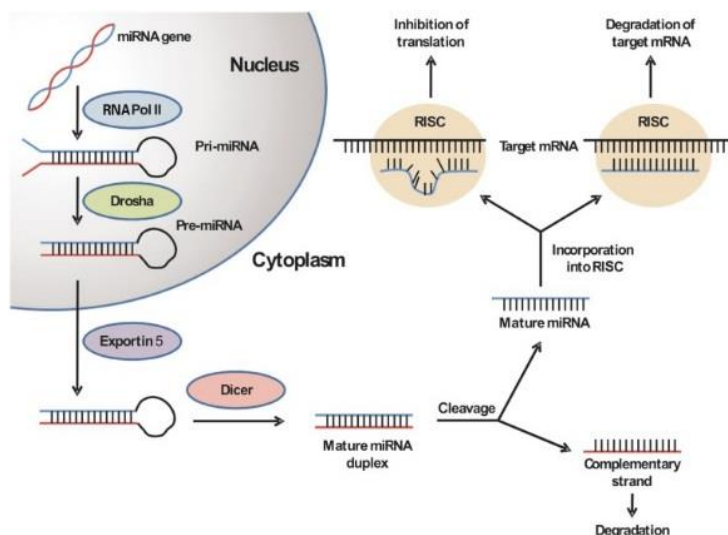 miRNA gene
Nucleus
RNA Pol II
Pri-miRNA
Drosha
Pre-miRNA
Cytoplasm
Exportin 5
Dicer
Mature miRNA
duplex
Cleavage
Mature miRNA
Incorporation
into RISC
Complementary
strand
Degradation
Inhibition of
translation
RISC
Target mRNA
Degradation of
target mRNA
RISC